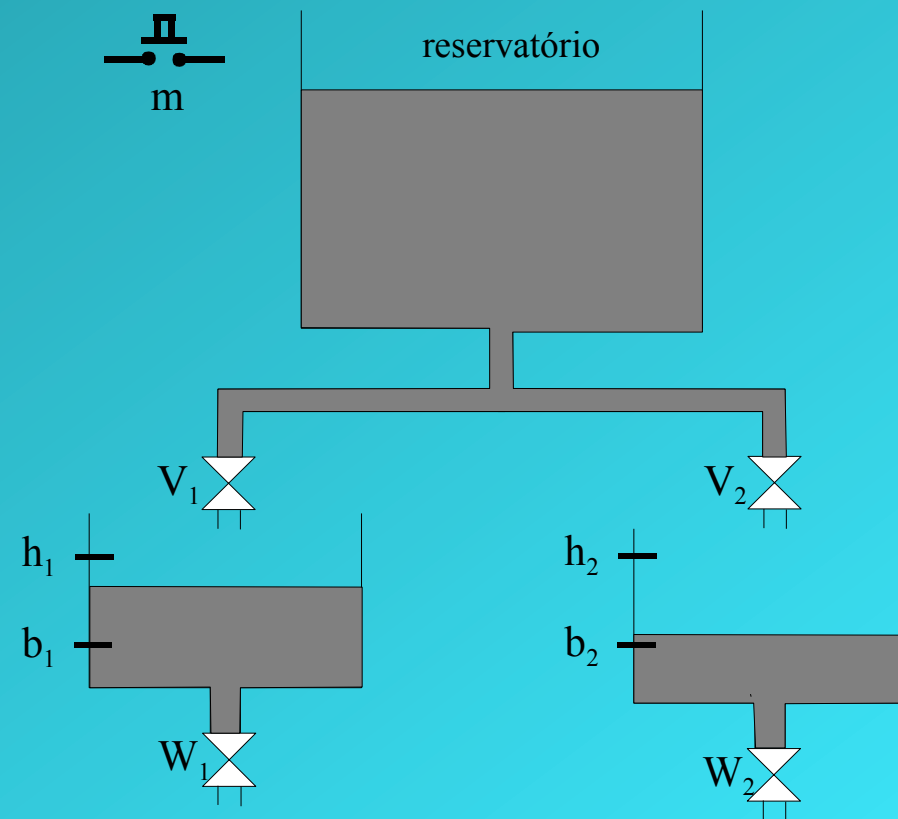 reservatório
m
V₁
V₂
h₁
h₂
b₁
b₂
W₁
W₂